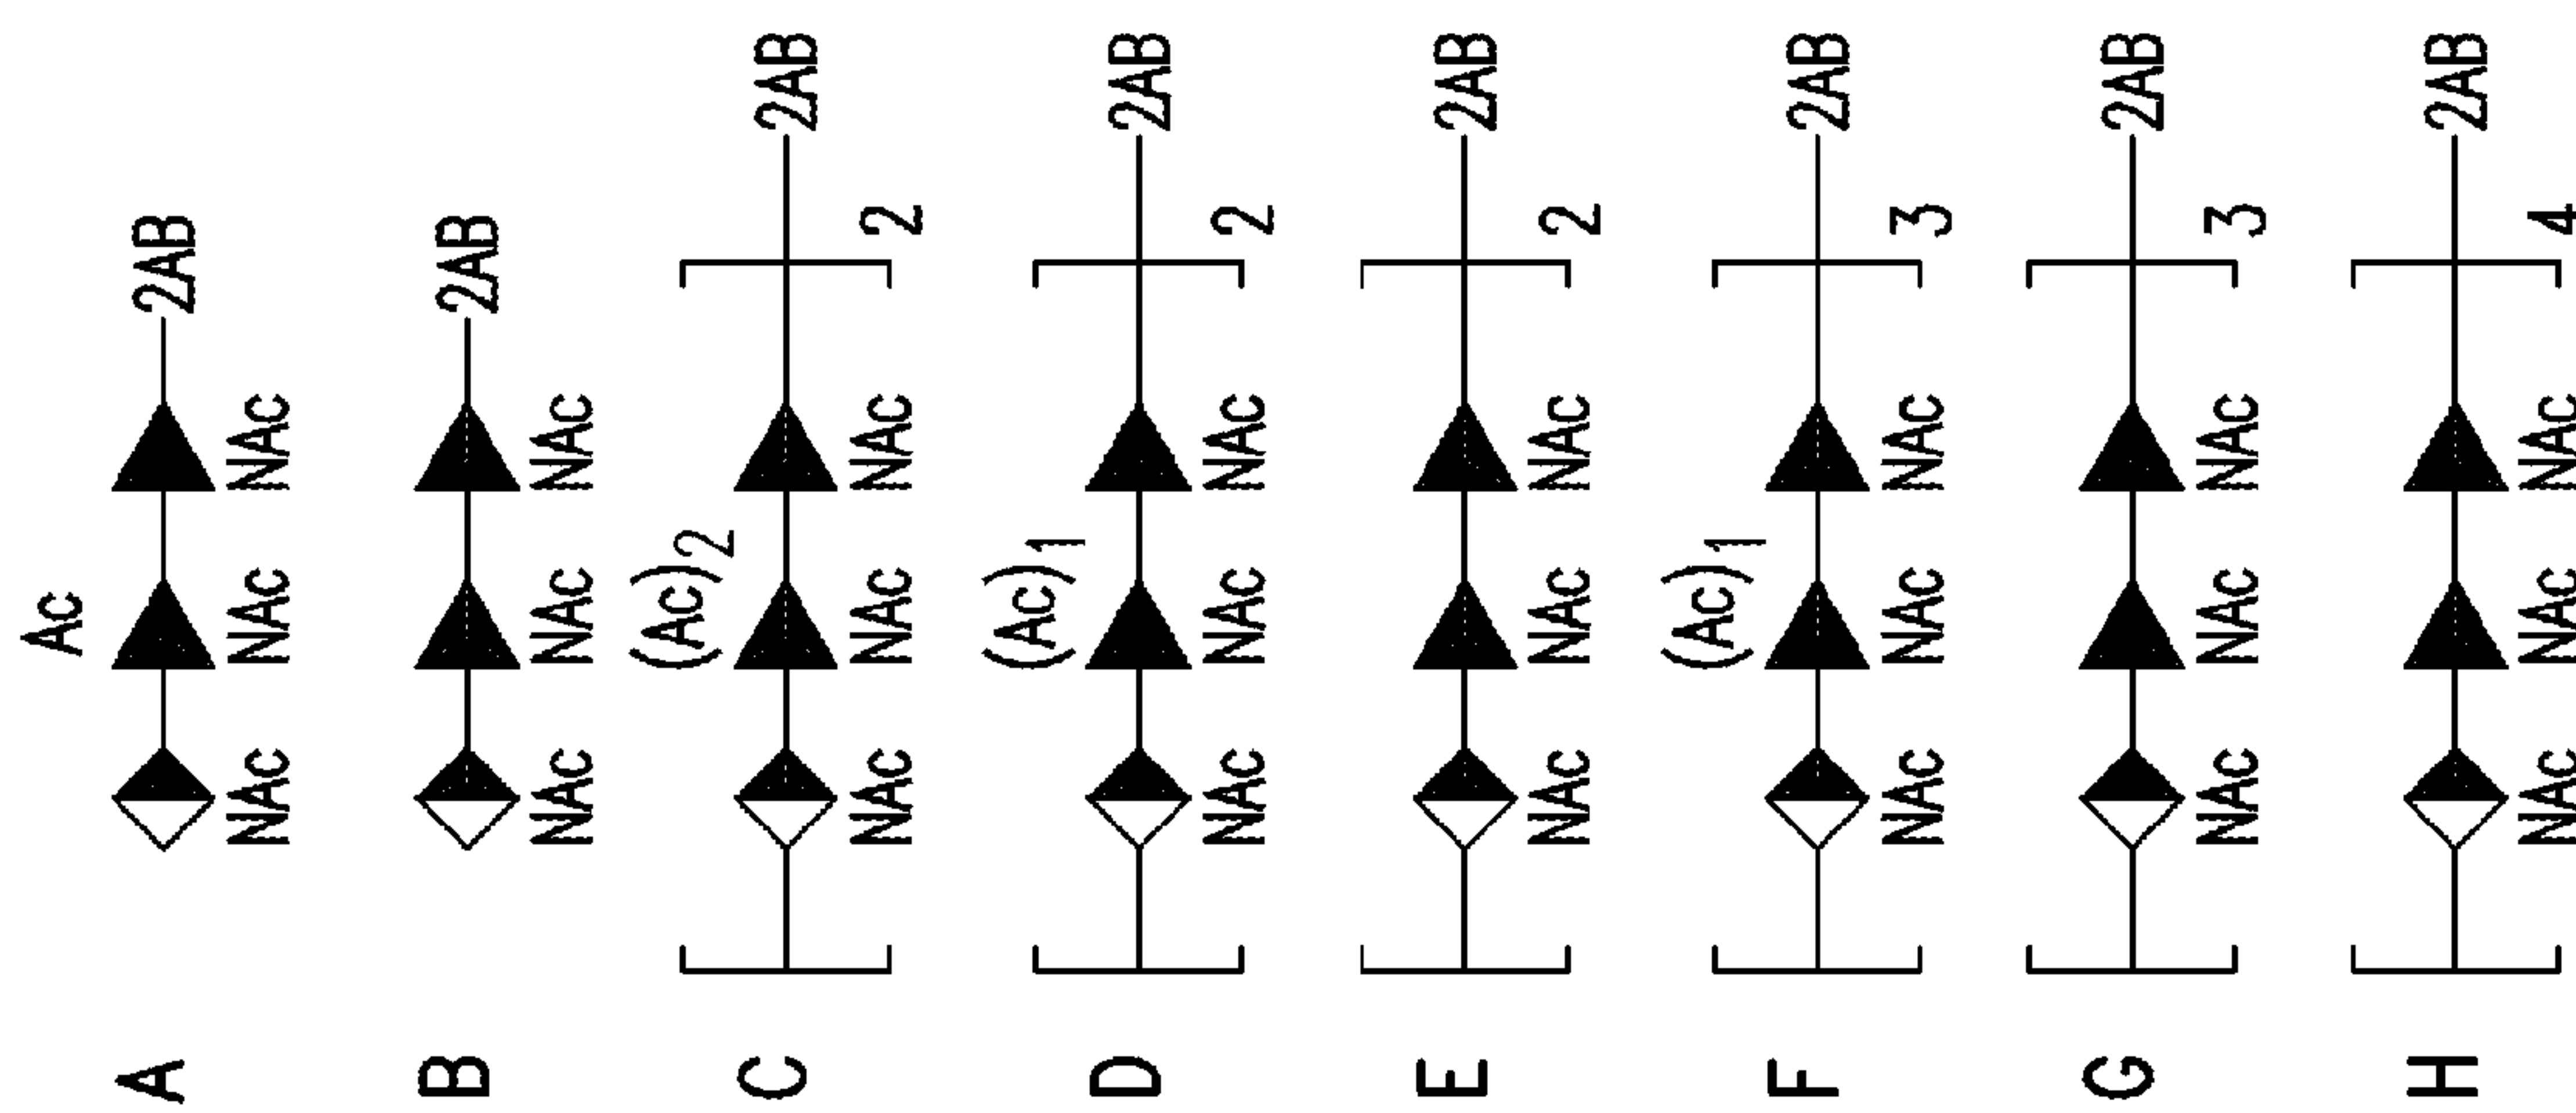 Ac
A 2AB
NAc NAc NAc
B 2AB
NAc NAc NAc
(Ac)2
C 2AB
NAc NAc NAc 2
(Ac)1
D 2AB
NAc NAc NAc 2
E 2AB
NAc NAc NAc 2
(Ac)1
F 2AB
NAc NAc NAc 3
G 2AB
NAc NAc NAc 3
H 2AB
NAc NAc NAc 4